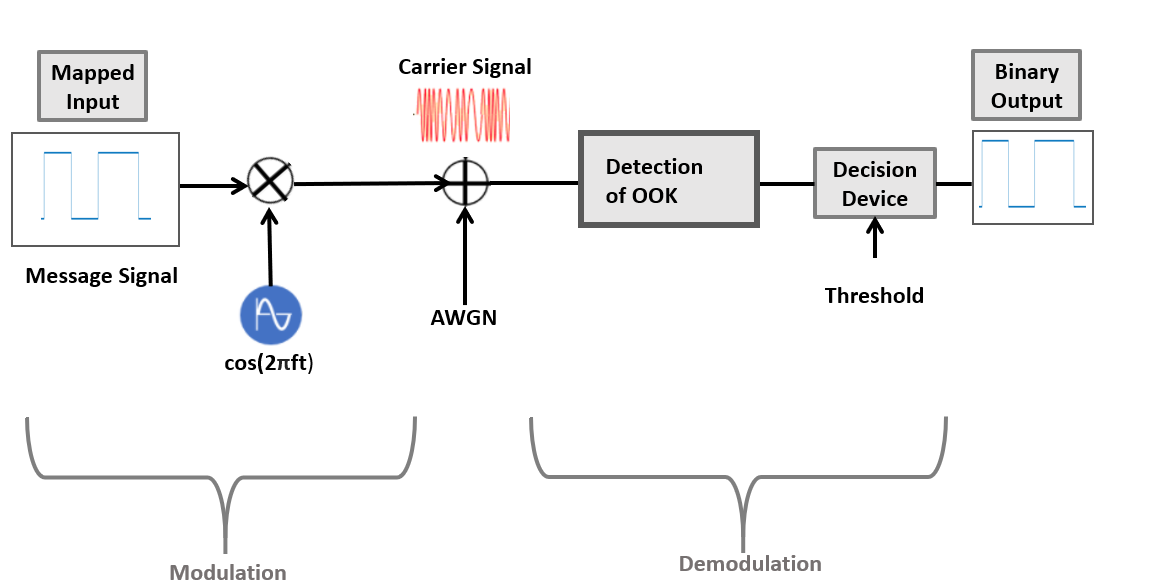 Mapped
Input
Message Signal
cos(2πft)
Carrier Signal
AWGN
Detection
of OOK
Decision
Device
Threshold
Binary
Output
Modulation
Demodulation